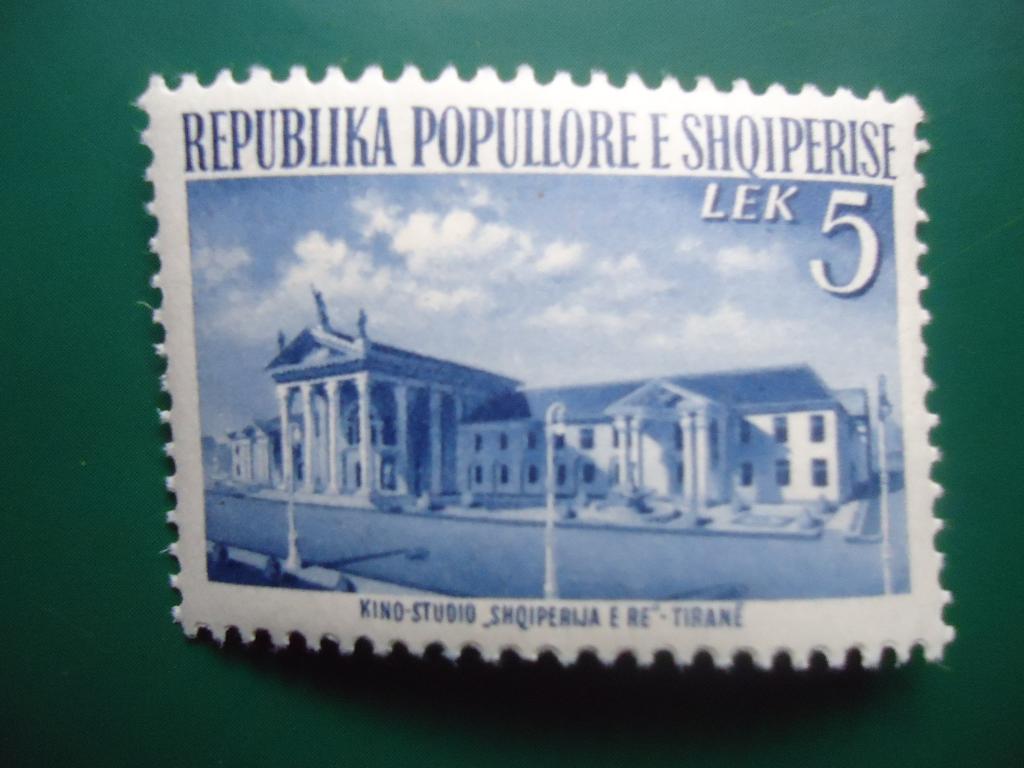 REPUBLIKA POPULLORE E SHQIPERISE
LEK 5
KINO-STUDIO „SHQIPERIJA E RE"-TIRANË